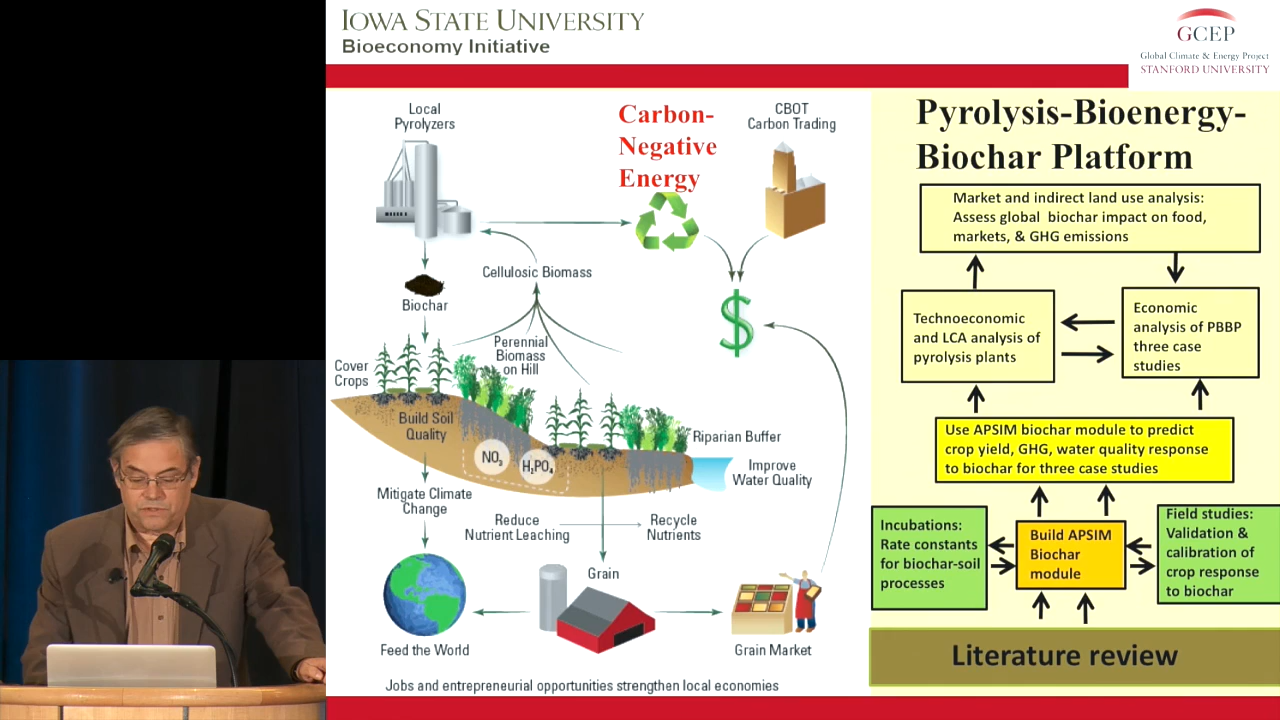 IOWA STATE UNIVERSITY
Bioeconomy Initiative
GCEP
Global Climate & Energy Project
STANFORD UNIVERSITY
Local
Pyrolyzers
Carbon-
Negative
Energy
CBOT
Carbon Trading
Cellulosic Biomass
Biochar
$
Perennial
Biomass
on Hill
Cover
Crops
Build Soil
Quality
NO3
H2PO4
Riparian Buffer
Improve
Water Quality
Mitigate Climate
Change
Reduce
Nutrient Leaching
Recycle
Nutrients
Grain
Feed the World
Grain Market
Jobs and entrepreneurial opportunities strengthen local economies
Pyrolysis-Bioenergy-
Biochar Platform
Market and indirect land use analysis:
Assess global biochar impact on food,
markets, & GHG emissions
Technoeconomic
and LCA analysis of
pyrolysis plants
Economic
analysis of PBBP
three case
studies
Use APSIM biochar module to predict
crop yield, GHG, water quality response
to biochar for three case studies
Incubations:
Rate constants
for biochar-soil
processes
Build APSIM
Biochar
module
Field studies:
Validation &
calibration of
crop response
to biochar
Literature review